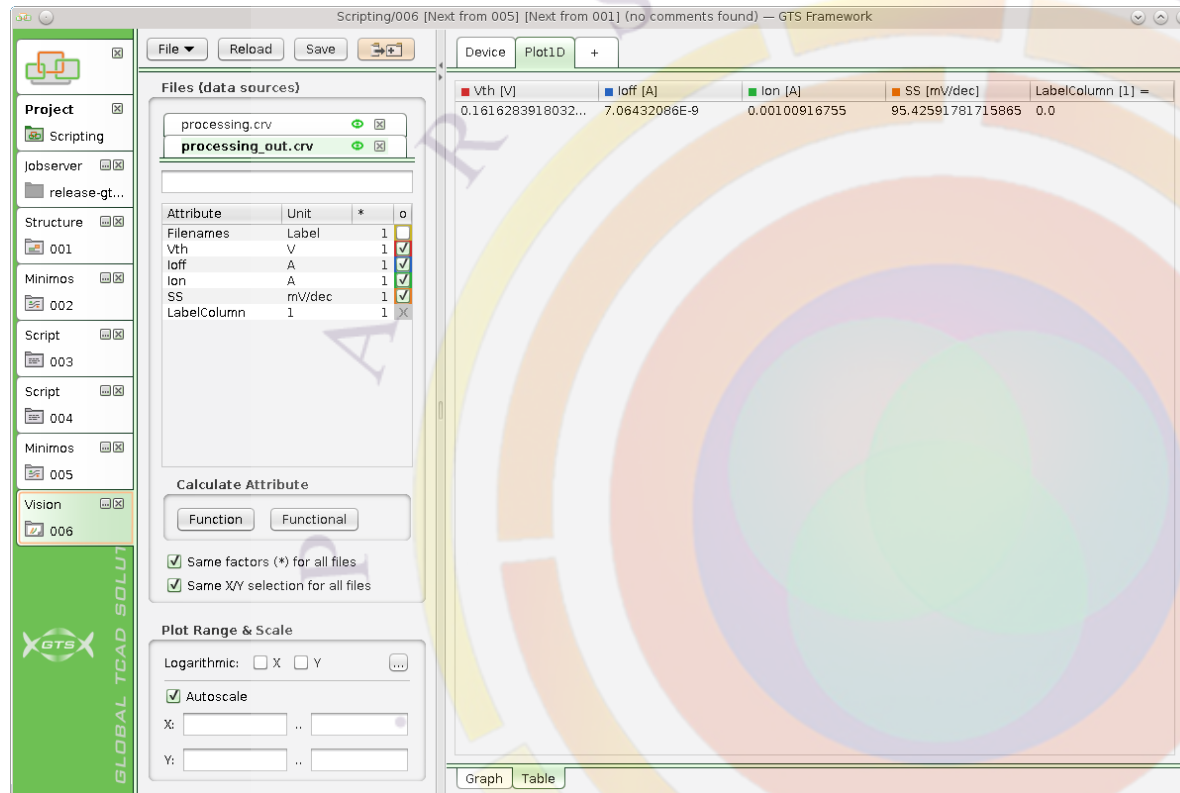 Scripting/006 [Next from 005] [Next from 001] (no comments found) — GTS Framework
Project
Scripting
Jobserver
release-gt...
Structure
001
Minimos
002
Script
003
Script
004
Minimos
005
Vision
006
GTS
GLOBAL TCAD SOLUT
File Reload Save
Files (data sources)
processing.crv
processing_out.crv
Attribute Unit * o
Filenames Label 1
Vth V 1
Ioff A 1
Ion A 1
SS mV/dec 1
LabelColumn 1 1
Calculate Attribute
Function Functional
Same factors (*) for all files
Same X/Y selection for all files
Plot Range & Scale
Logarithmic: X Y ...
Autoscale
X: ..
Y: ..
Device Plot1D +
Vth [V] Ioff [A] Ion [A] SS [mV/dec] LabelColumn [1] =
0.1616283918032... 7.06432086E-9 0.00100916755 95.42591781715865 0.0
Graph Table
P A R S